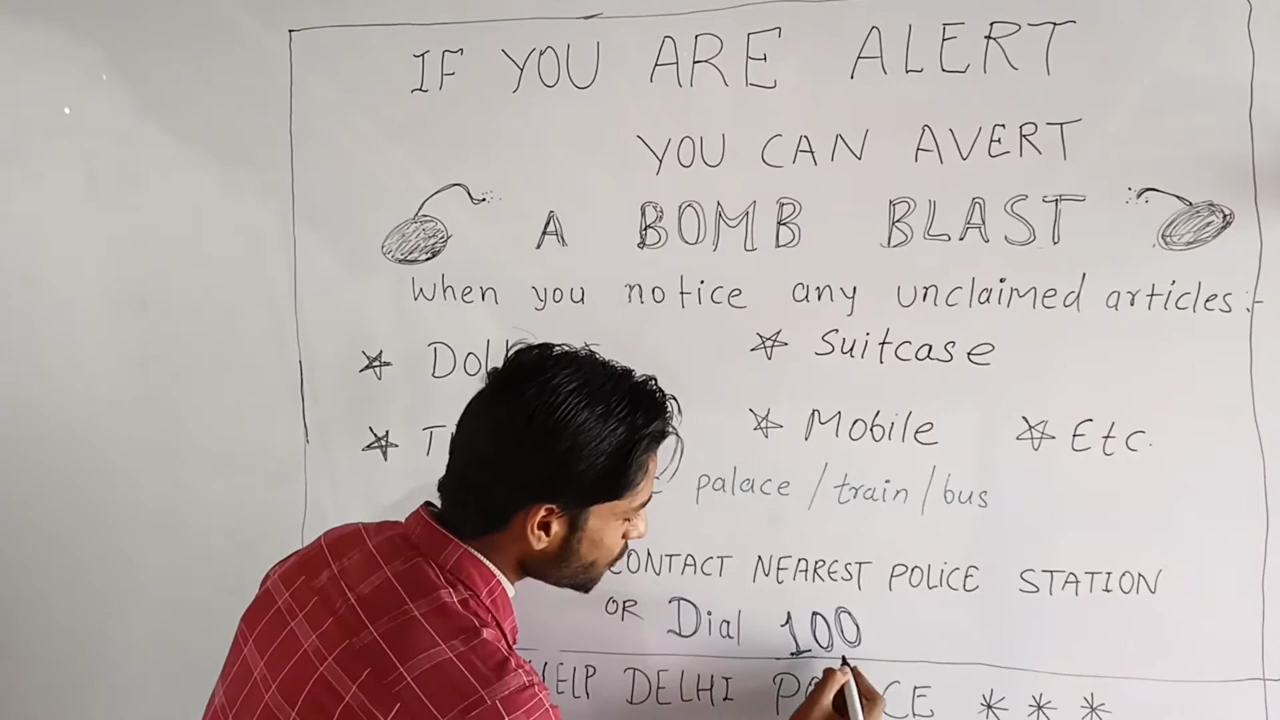 IF YOU ARE ALERT
YOU CAN AVERT
A BOMB BLAST
When you notice any unclaimed articles:-
Suitcase
Mobile Etc.
palace / train / bus
CONTACT NEAREST POLICE STATION
OR Dial 100
HELP DELHI